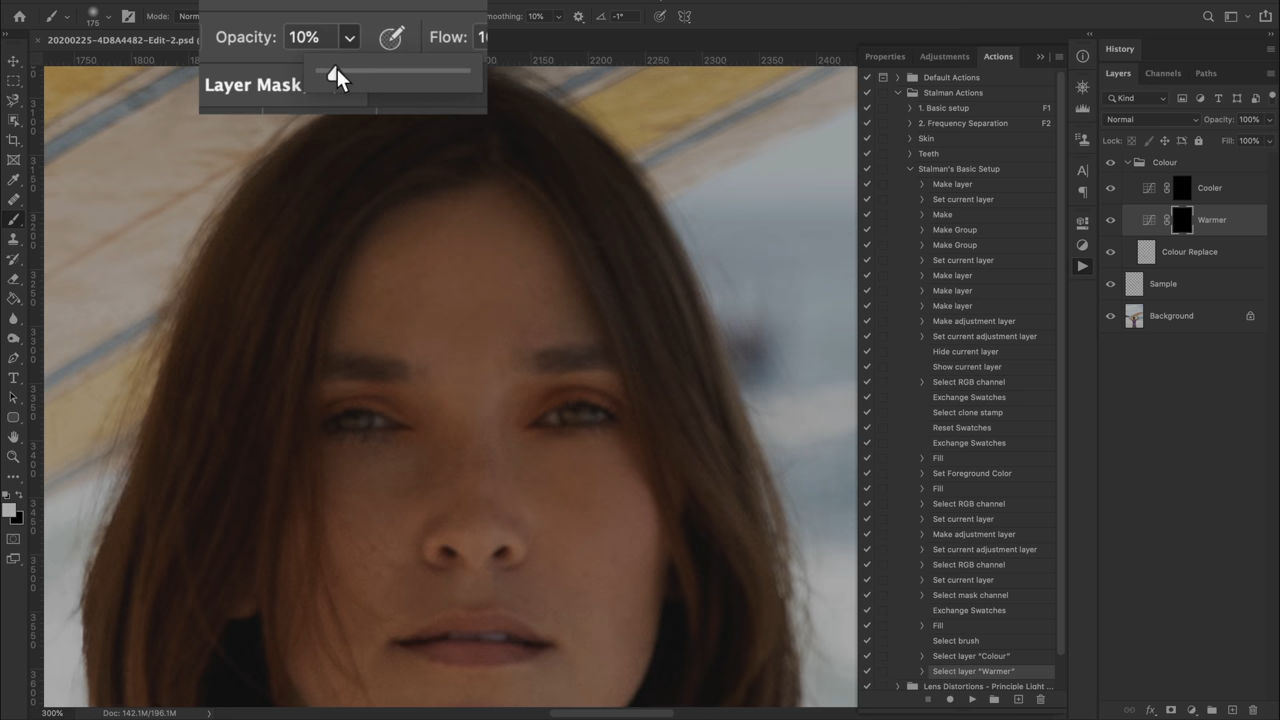 175
Mode:
Norm
Opacity:
10%
Flow:
Layer Mask
moothing:
10%
-1°
20200225-4D8A4482-Edit-2.psd (
1750
1800
2050
2100
2150
2200
2250
2300
2350
2400
Properties
Adjustments
Actions
Default Actions
Stalman Actions
1. Basic setup F1
2. Frequency Separation F2
Skin
Teeth
Stalman's Basic Setup
Make layer
Set current layer
Make
Make Group
Make Group
Set current layer
Make layer
Make layer
Make layer
Make adjustment layer
Set current adjustment layer
Hide current layer
Show current layer
Select RGB channel
Exchange Swatches
Select clone stamp
Reset Swatches
Exchange Swatches
Fill
Set Foreground Color
Fill
Select RGB channel
Set current layer
Make adjustment layer
Set current adjustment layer
Select RGB channel
Set current layer
Select mask channel
Exchange Swatches
Fill
Select brush
Select layer "Colour"
Select layer "Warmer"
Lens Distortions - Principle Light ...
History
Layers
Channels
Paths
Kind
Normal
Opacity: 100%
Lock:
Fill: 100%
Colour
Cooler
Warmer
Colour Replace
Sample
Background
300%
Doc: 142.1M/196.1M